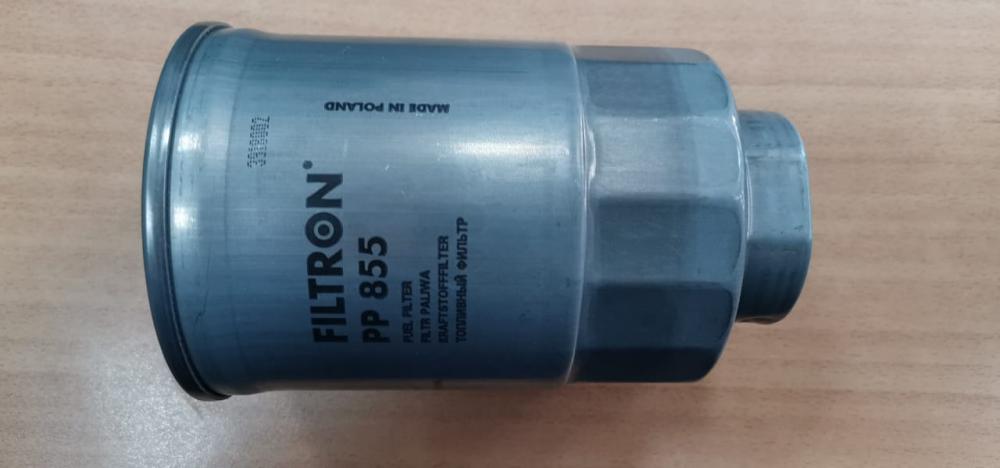 FILTRON®
PP 855
FUEL FILTER
FILTR PALIWA
KRAFTSTOFFFILTER
ТОПЛИВНЫЙ ФИЛЬТР
MADE IN POLAND